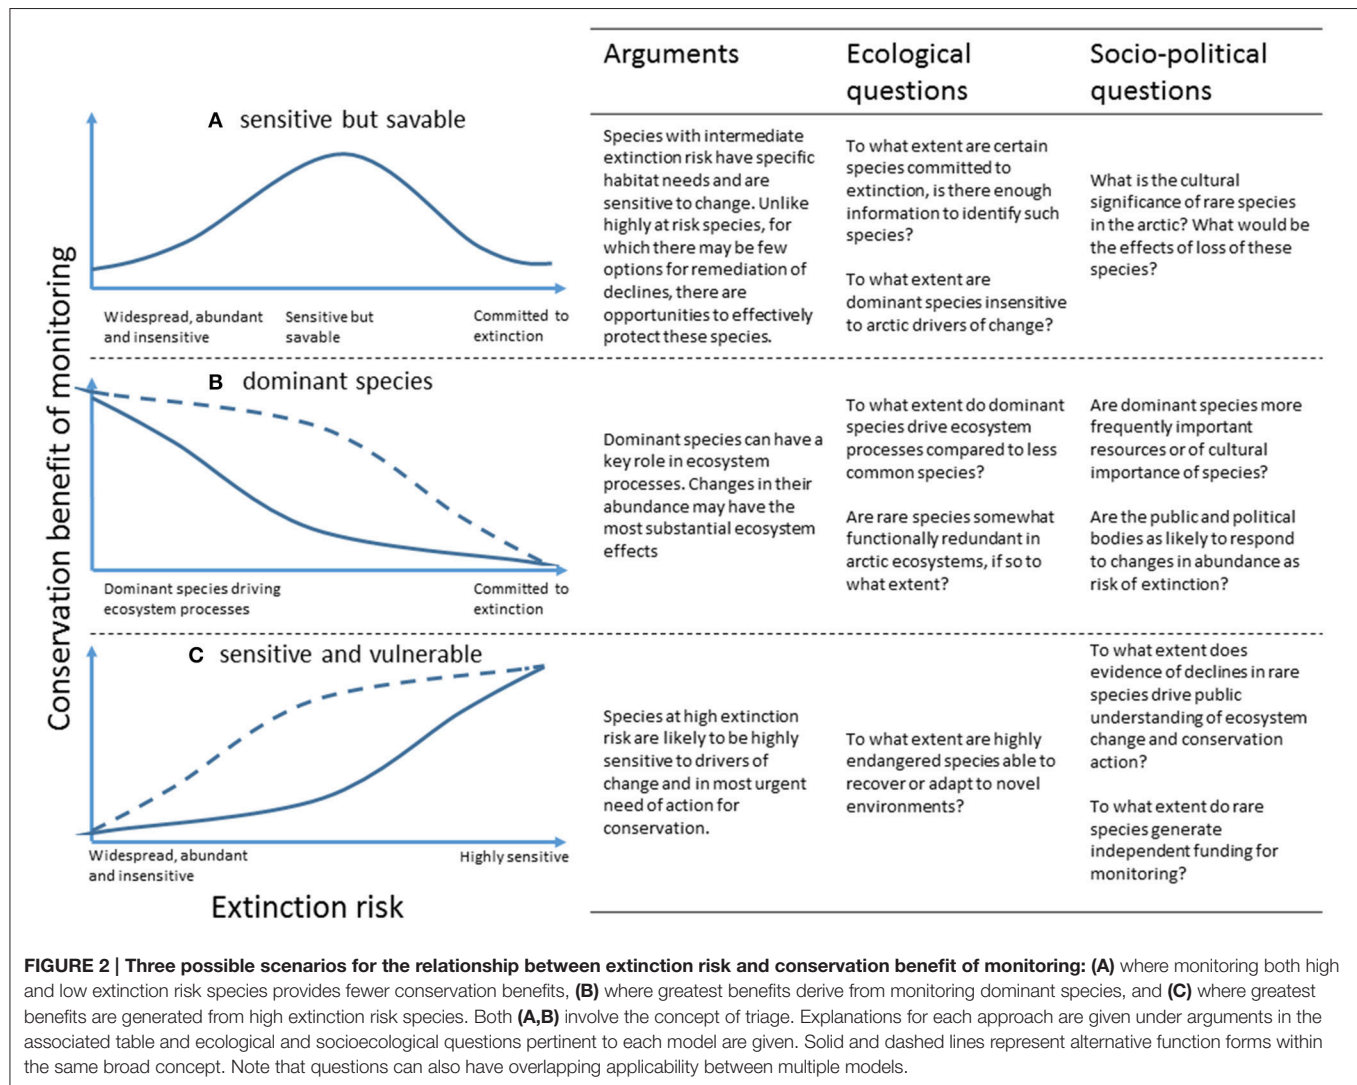 Arguments
Ecological
questions
Socio-political
questions
Conservation benefit of monitoring
A sensitive but savable
Widespread, abundant
and insensitive
Sensitive but
savable
Committed to
extinction
Species with intermediate
extinction risk have specific
habitat needs and are
sensitive to change. Unlike
highly at risk species, for
which there may be few
options for remediation of
declines, there are
opportunities to effectively
protect these species.
To what extent are certain
species committed to
extinction, is there enough
information to identify such
species?
To what extent are
dominant species insensitive
to arctic drivers of change?
What is the cultural
significance of rare species
in the arctic? What would be
the effects of loss of these
species?
B dominant species
Dominant species driving
ecosystem processes
Committed to
extinction
Dominant species can have a
key role in ecosystem
processes. Changes in their
abundance may have the
most substantial ecosystem
effects
To what extent do dominant
species drive ecosystem
processes compared to less
common species?
Are rare species somewhat
functionally redundant in
arctic ecosystems, if so to
what extent?
Are dominant species more
frequently important
resources or of cultural
importance of species?
Are the public and political
bodies as likely to respond
to changes in abundance as
risk of extinction?
C sensitive and vulnerable
Widespread, abundant
and insensitive
Highly sensitive
Species at high extinction
risk are likely to be highly
sensitive to drivers of
change and in most urgent
need of action for
conservation.
To what extent are highly
endangered species able to
recover or adapt to novel
environments?
To what extent does
evidence of declines in rare
species drive public
understanding of ecosystem
change and conservation
action?
To what extent do rare
species generate
independent funding for
monitoring?
Extinction risk
FIGURE 2 | Three possible scenarios for the relationship between extinction risk and conservation benefit of monitoring: (A) where monitoring both high
and low extinction risk species provides fewer conservation benefits, (B) where greatest benefits derive from monitoring dominant species, and (C) where greatest
benefits are generated from high extinction risk species. Both (A,B) involve the concept of triage. Explanations for each approach are given under arguments in the
associated table and ecological and socioecological questions pertinent to each model are given. Solid and dashed lines represent alternative function forms within
the same broad concept. Note that questions can also have overlapping applicability between multiple models.